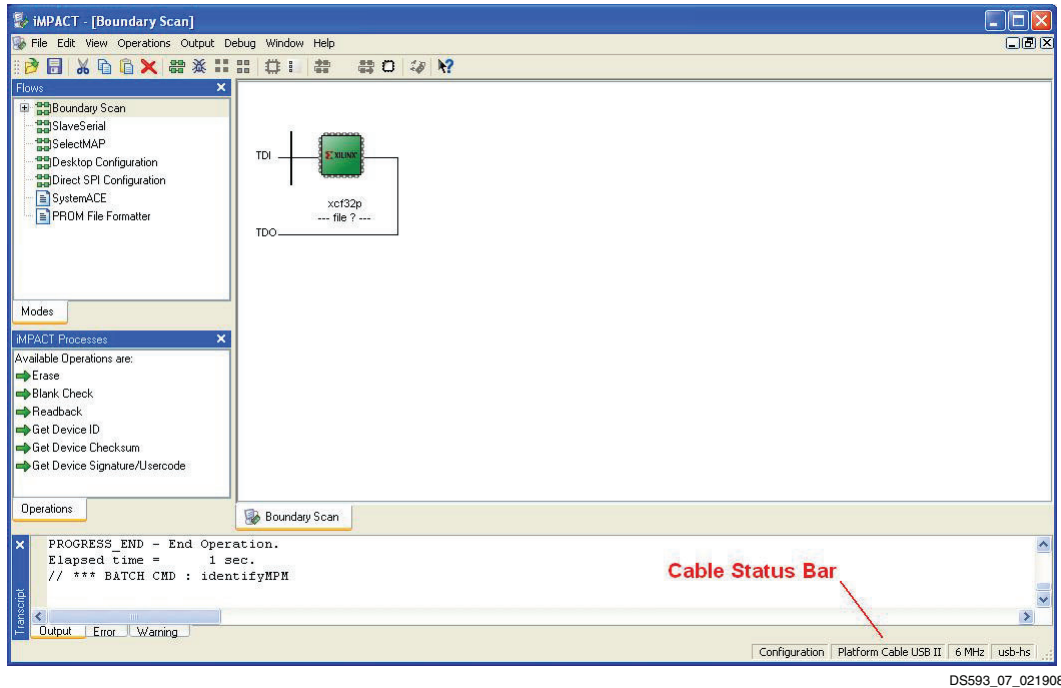 iMPACT - [Boundary Scan]
File Edit View Operations Output Debug Window Help
Flows
Boundary Scan
SlaveSerial
SelectMAP
Desktop Configuration
Direct SPI Configuration
SystemACE
PROM File Formatter
Modes
TDI
XILINX
xcf32p
--- file ? ---
TDO
iMPACT Processes
Available Operations are:
Erase
Blank Check
Readback
Get Device ID
Get Device Checksum
Get Device Signature/Usercode
Operations
Boundary Scan
PROGRESS_END - End Operation.
Elapsed time = 1 sec.
// *** BATCH CMD : identifyMPM
Cable Status Bar
Transcript
Output Error Warning
Configuration Platform Cable USB II 6 MHz usb-hs
DS593_07_021908